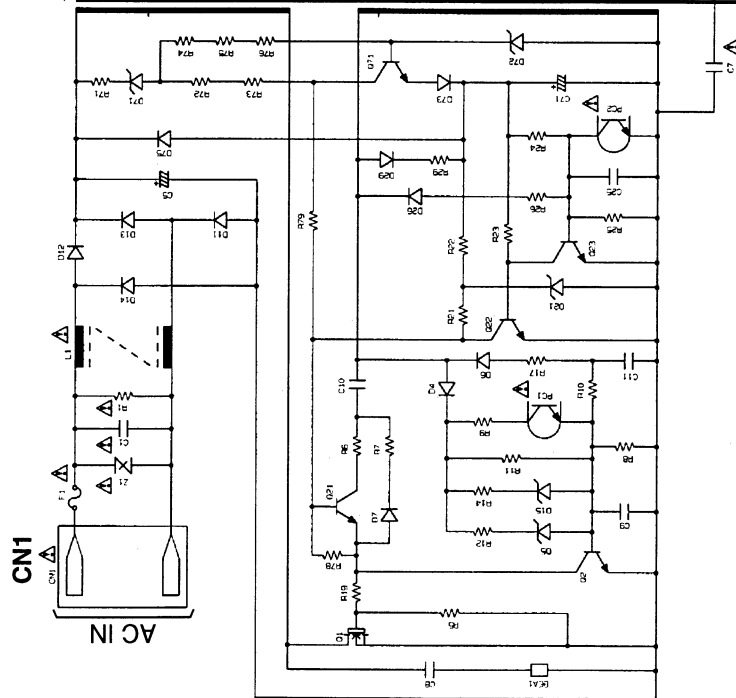 R74 R75 R76
Q71
D72
C7
R71 D71 R72 R73
D73 C71
PC2
D75
R24
D29 R29
C5
D26 R26
C25
R79
D13 D11
R25
D12
R22 R23
Q23
D14
D21
R21 Q22
L1
C10
D4 D6 R17 R10 C11
PC1
R1
R9
C1
R6 R7
R11
R8
Z1
F1
Q21
R14 D15
D7
C9
R12 D5
CN1
CN1
R78
Q2
R19
AC IN
R5
Q1
C8 BEA1